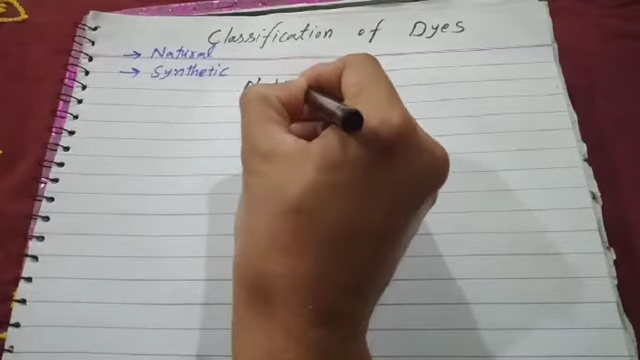 Classification of Dyes
→ Natural
→ Synthetic